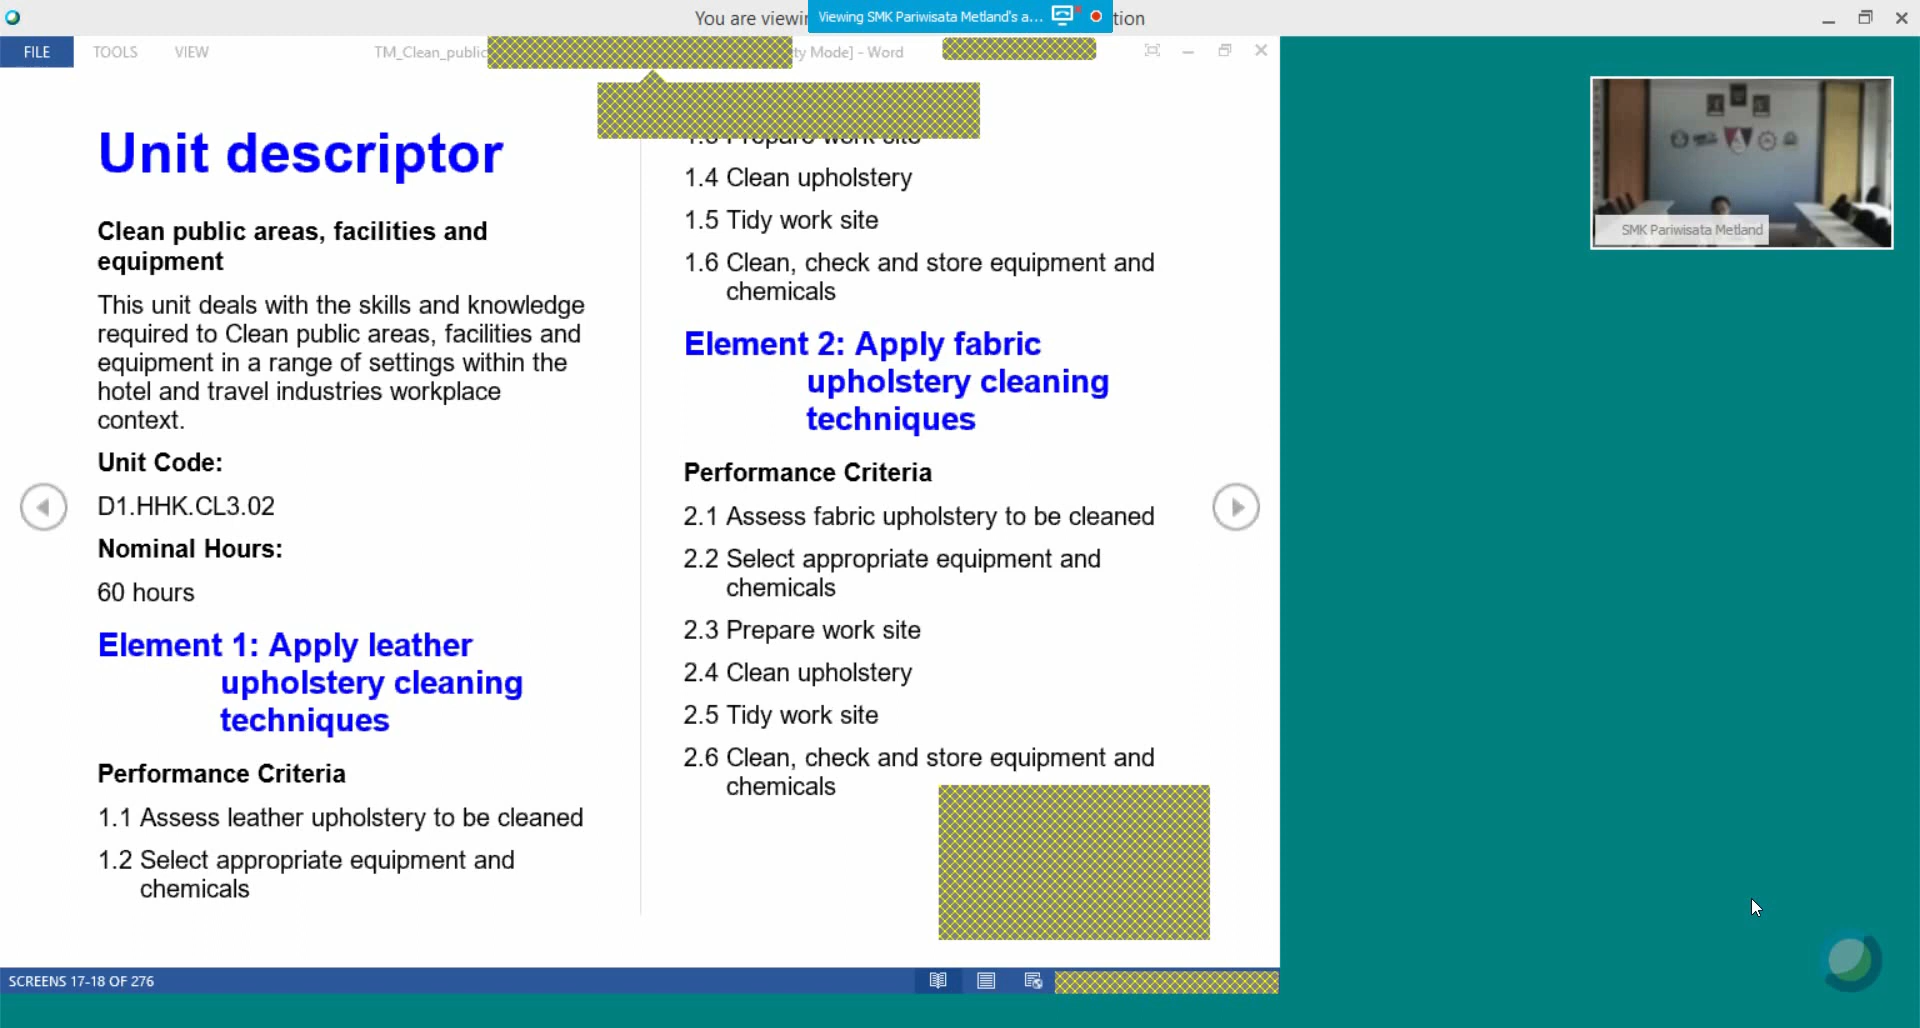 You are viewin
Viewing SMK Pariwisata Metland's a...
tion
FILE TOOLS VIEW
TM_Clean_public
ty Mode] - Word
Unit descriptor
Clean public areas, facilities and
equipment
This unit deals with the skills and knowledge
required to Clean public areas, facilities and
equipment in a range of settings within the
hotel and travel industries workplace
context.
Unit Code:
D1.HHK.CL3.02
Nominal Hours:
60 hours
Element 1: Apply leather
upholstery cleaning
techniques
Performance Criteria
1.1 Assess leather upholstery to be cleaned
1.2 Select appropriate equipment and
chemicals
1.3 Prepare work site
1.4 Clean upholstery
1.5 Tidy work site
1.6 Clean, check and store equipment and
chemicals
Element 2: Apply fabric
upholstery cleaning
techniques
Performance Criteria
2.1 Assess fabric upholstery to be cleaned
2.2 Select appropriate equipment and
chemicals
2.3 Prepare work site
2.4 Clean upholstery
2.5 Tidy work site
2.6 Clean, check and store equipment and
chemicals
SMK Pariwisata Metland
SCREENS 17-18 OF 276